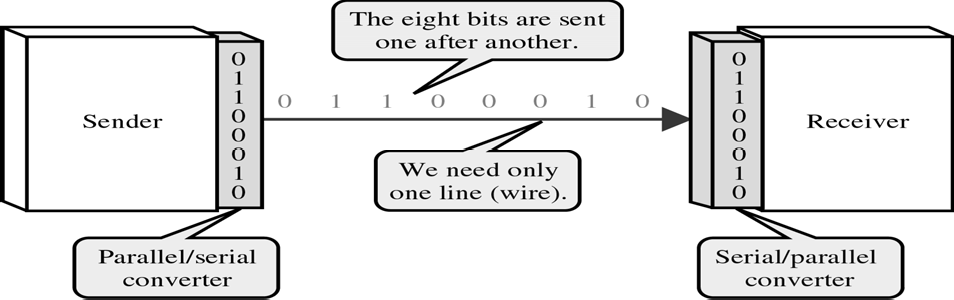 The eight bits are sent
one after another.
0 1 1 0 0 0 1 0
Sender
0
1
1
0
0
0
1
0
0
1
1
0
0
0
1
0
Receiver
We need only
one line (wire).
Parallel/serial
converter
Serial/parallel
converter